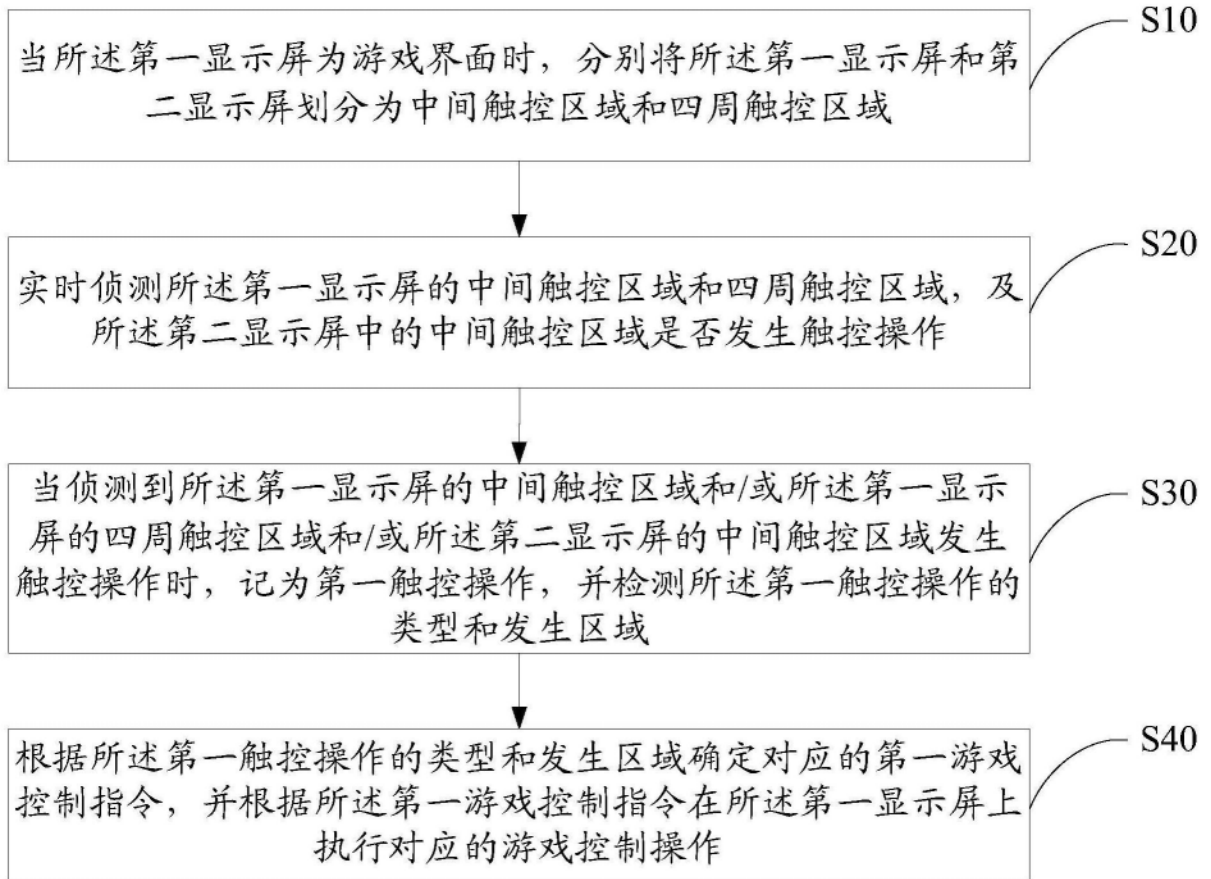 当所述第一显示屏为游戏界面时，分别将所述第一显示屏和第
二显示屏划分为中间触控区域和四周触控区域
S10
实时侦测所述第一显示屏的中间触控区域和四周触控区域，及
所述第二显示屏中的中间触控区域是否发生触控操作
S20
当侦测到所述第一显示屏的中间触控区域和/或所述第一显示
屏的四周触控区域和/或所述第二显示屏的中间触控区域发生
触控操作时，记为第一触控操作，并检测所述第一触控操作的
类型和发生区域
S30
根据所述第一触控操作的类型和发生区域确定对应的第一游戏
控制指令，并根据所述第一游戏控制指令在所述第一显示屏上
执行对应的游戏控制操作
S40